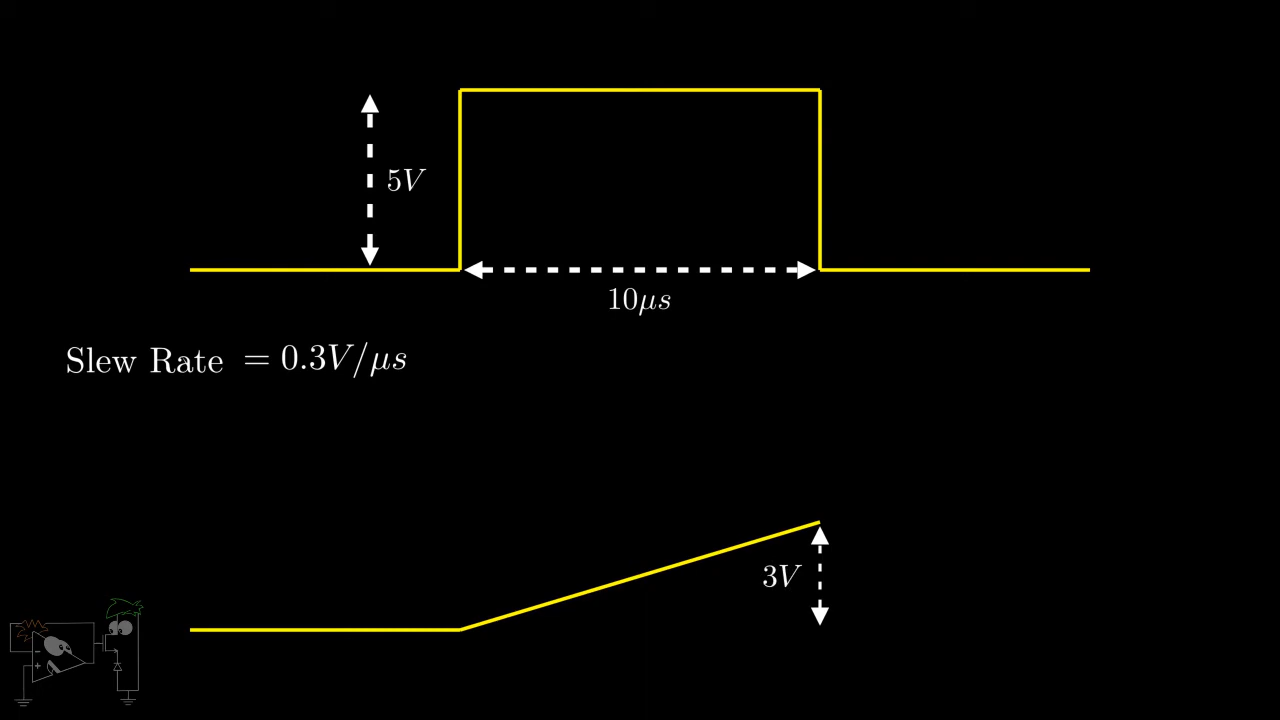 5V
10μs
Slew Rate = 0.3V/μs
3V